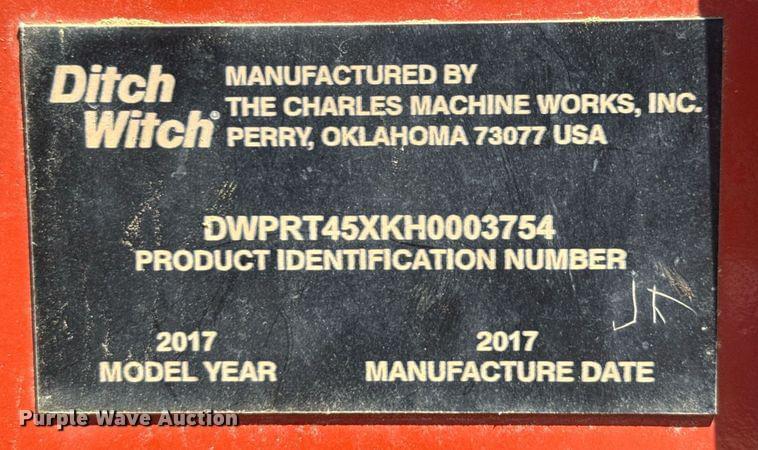 Ditch
Witch®
MANUFACTURED BY
THE CHARLES MACHINE WORKS, INC.
PERRY, OKLAHOMA 73077 USA
DWPRT45XKH0003754
PRODUCT IDENTIFICATION NUMBER
2017
MODEL YEAR
2017
MANUFACTURE DATE
Purple Wave Auction